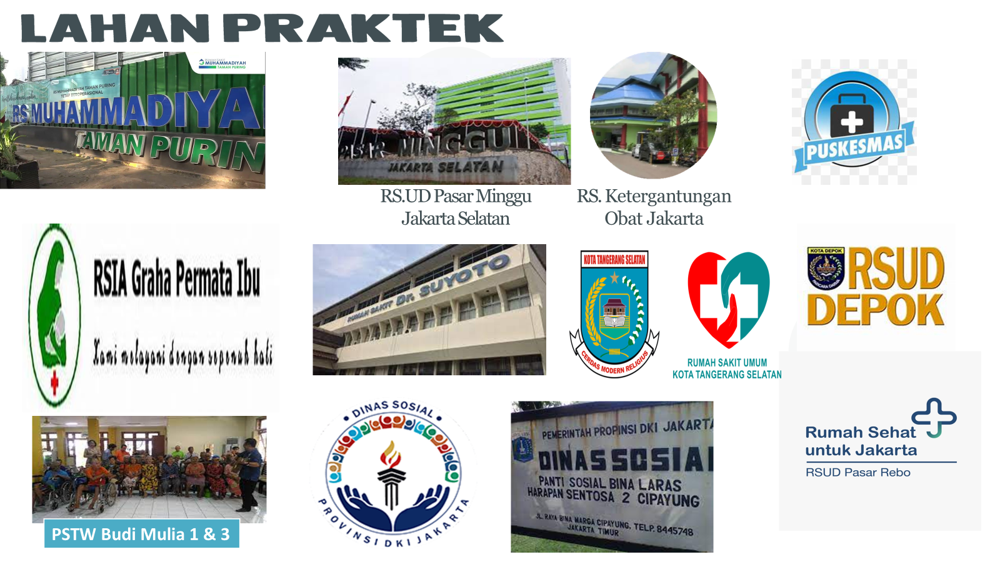 LAHAN PRAKTEK
RUMAH SAKIT
MUHAMMADIYAH
TAMAN PURING
RS MUHAMMADIYAH TAMAN PURING
TETAP BEROPERASIONAL
RS MUHAMMADIYA
TAMAN PURIN
PASAR MINGGU
JAKARTA SELATAN
RS.UD Pasar Minggu
Jakarta Selatan
RS. Ketergantungan
Obat Jakarta
PUSKESMAS
RSIA Graha Permata Ibu
Kami melayani dengan sepenuh hati
RUMAH SAKIT Dr. SUYOTO
KOTA TANGERANG SELATAN
CERDAS MODERN RELIGIUS
RUMAH SAKIT UMUM
KOTA TANGERANG SELATAN
KOTA DEPOK
PARICARA DARMA
RSUD
DEPOK
PSTW Budi Mulia 1 & 3
DINAS SOSIAL
PROVINSI DKI JAKARTA
PEMERINTAH PROPINSI DKI JAKARTA
DINAS SOSIAL
PANTI SOSIAL BINA LARAS
HARAPAN SENTOSA 2 CIPAYUNG
JL. RAYA BINA MARGA CIPAYUNG, TELP. 8445748
JAKARTA TIMUR
Rumah Sehat
untuk Jakarta
RSUD Pasar Rebo